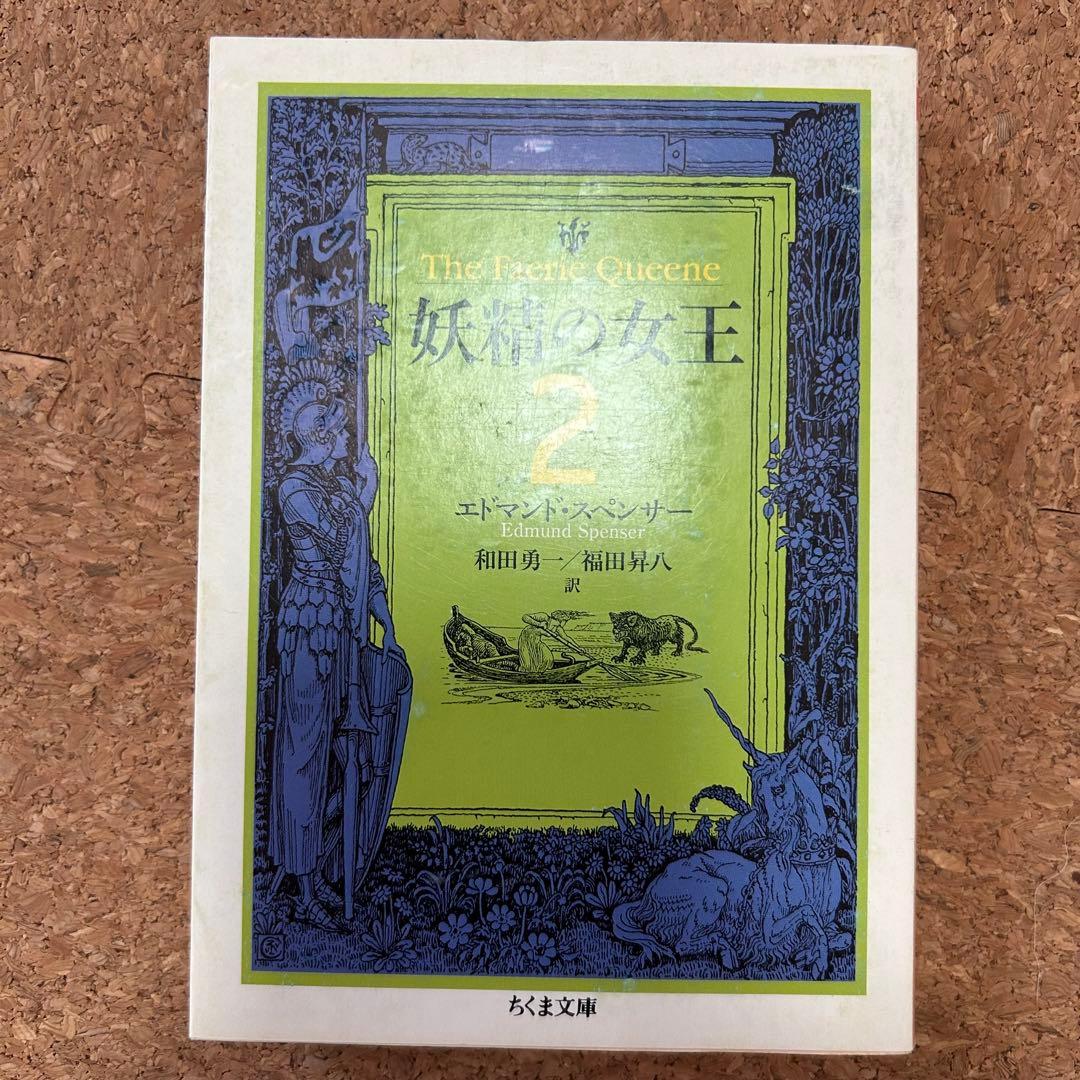 The Faerie Queene
妖精の女王
2
エドマンド・スペンサー
Edmund Spenser
和田勇一／福田昇八
訳
ちくま文庫